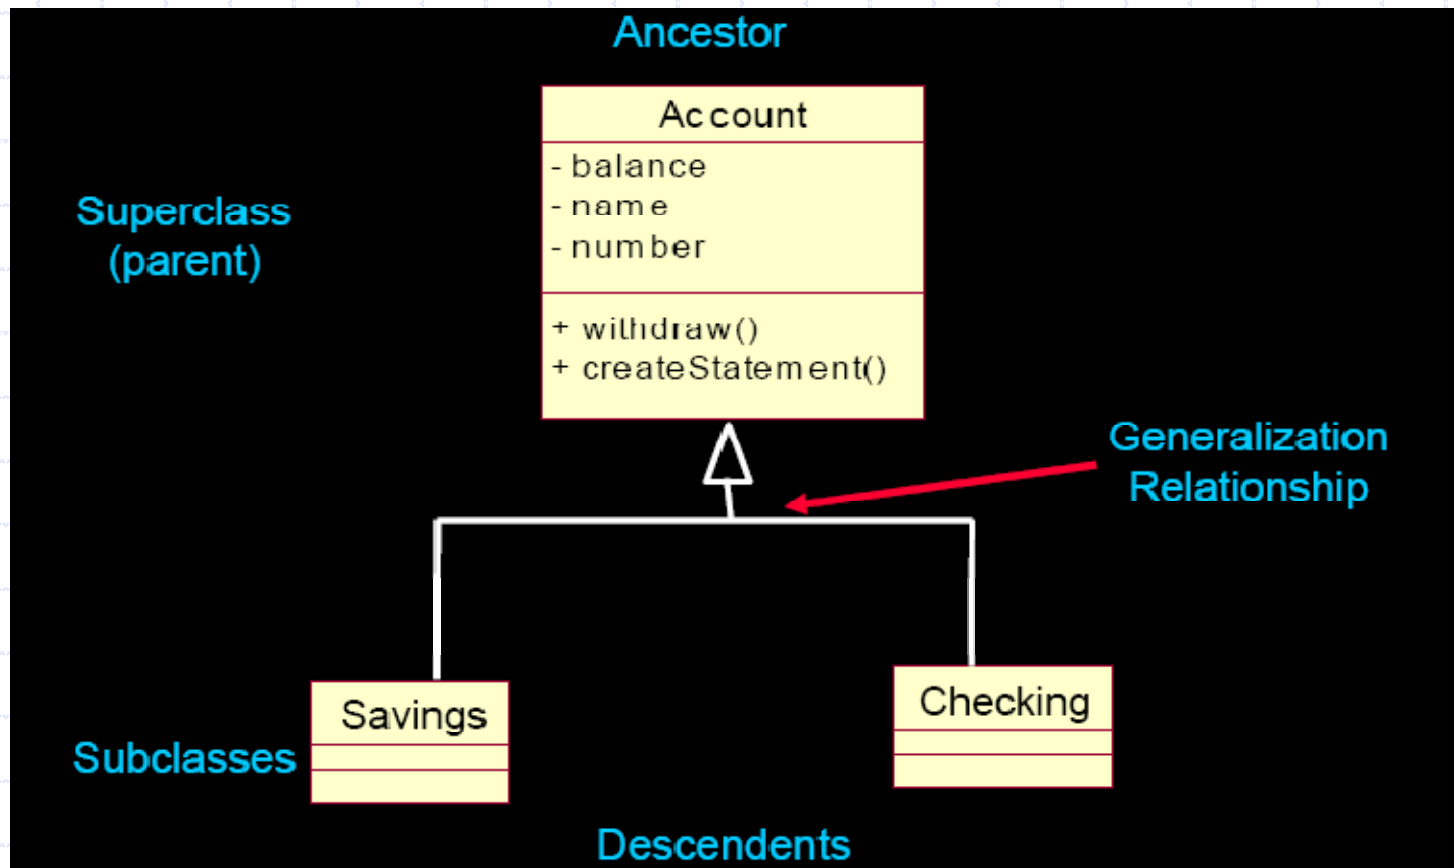 Ancestor
Account
- balance
- name
- number
Superclass
(parent)
+ withdraw()
+ createStatement()
Generalization
Relationship
Savings
Checking
Subclasses
Descendents